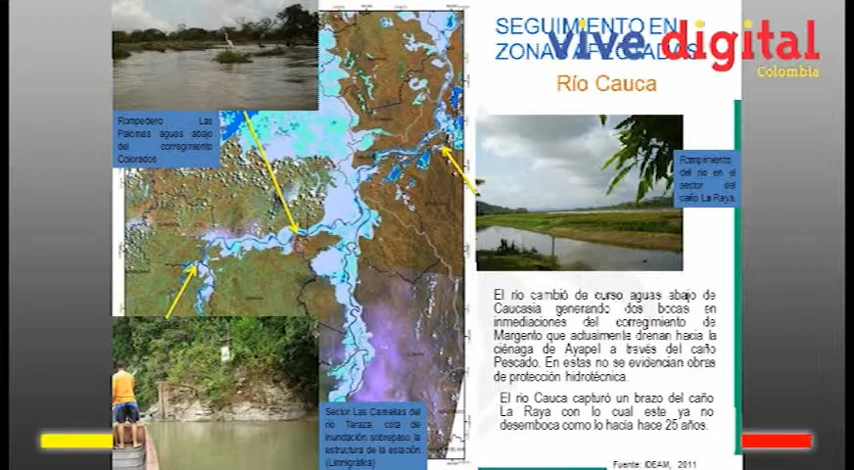 SEGUIMIENTO EN
ZONAS AFECTADAS
vive digital
Colombia
Río Cauca
Rompedero Las
Palomas aguas abajo
del corregimiento
Colorados
Rompimiento
del rio en el
sector del
caño La Raya.
El río cambió de curso aguas abajo de
Caucasia generando dos bocas en
inmediaciones del corregimiento de
Margento que actualmente drenan hacia la
ciénaga de Ayapel a través del caño
Pescado. En estas no se evidencian obras
de protección hidrotécnica.
El río Cauca capturó un brazo del caño
La Raya con lo cual este ya no
desemboca como lo hacía hace 25 años.
Sector Las Camelias del
río Taraza, cota de
inundación sobrepaso la
estructura de la estación.
(Limnigráfica)
Fuente: IDEAM, 2011